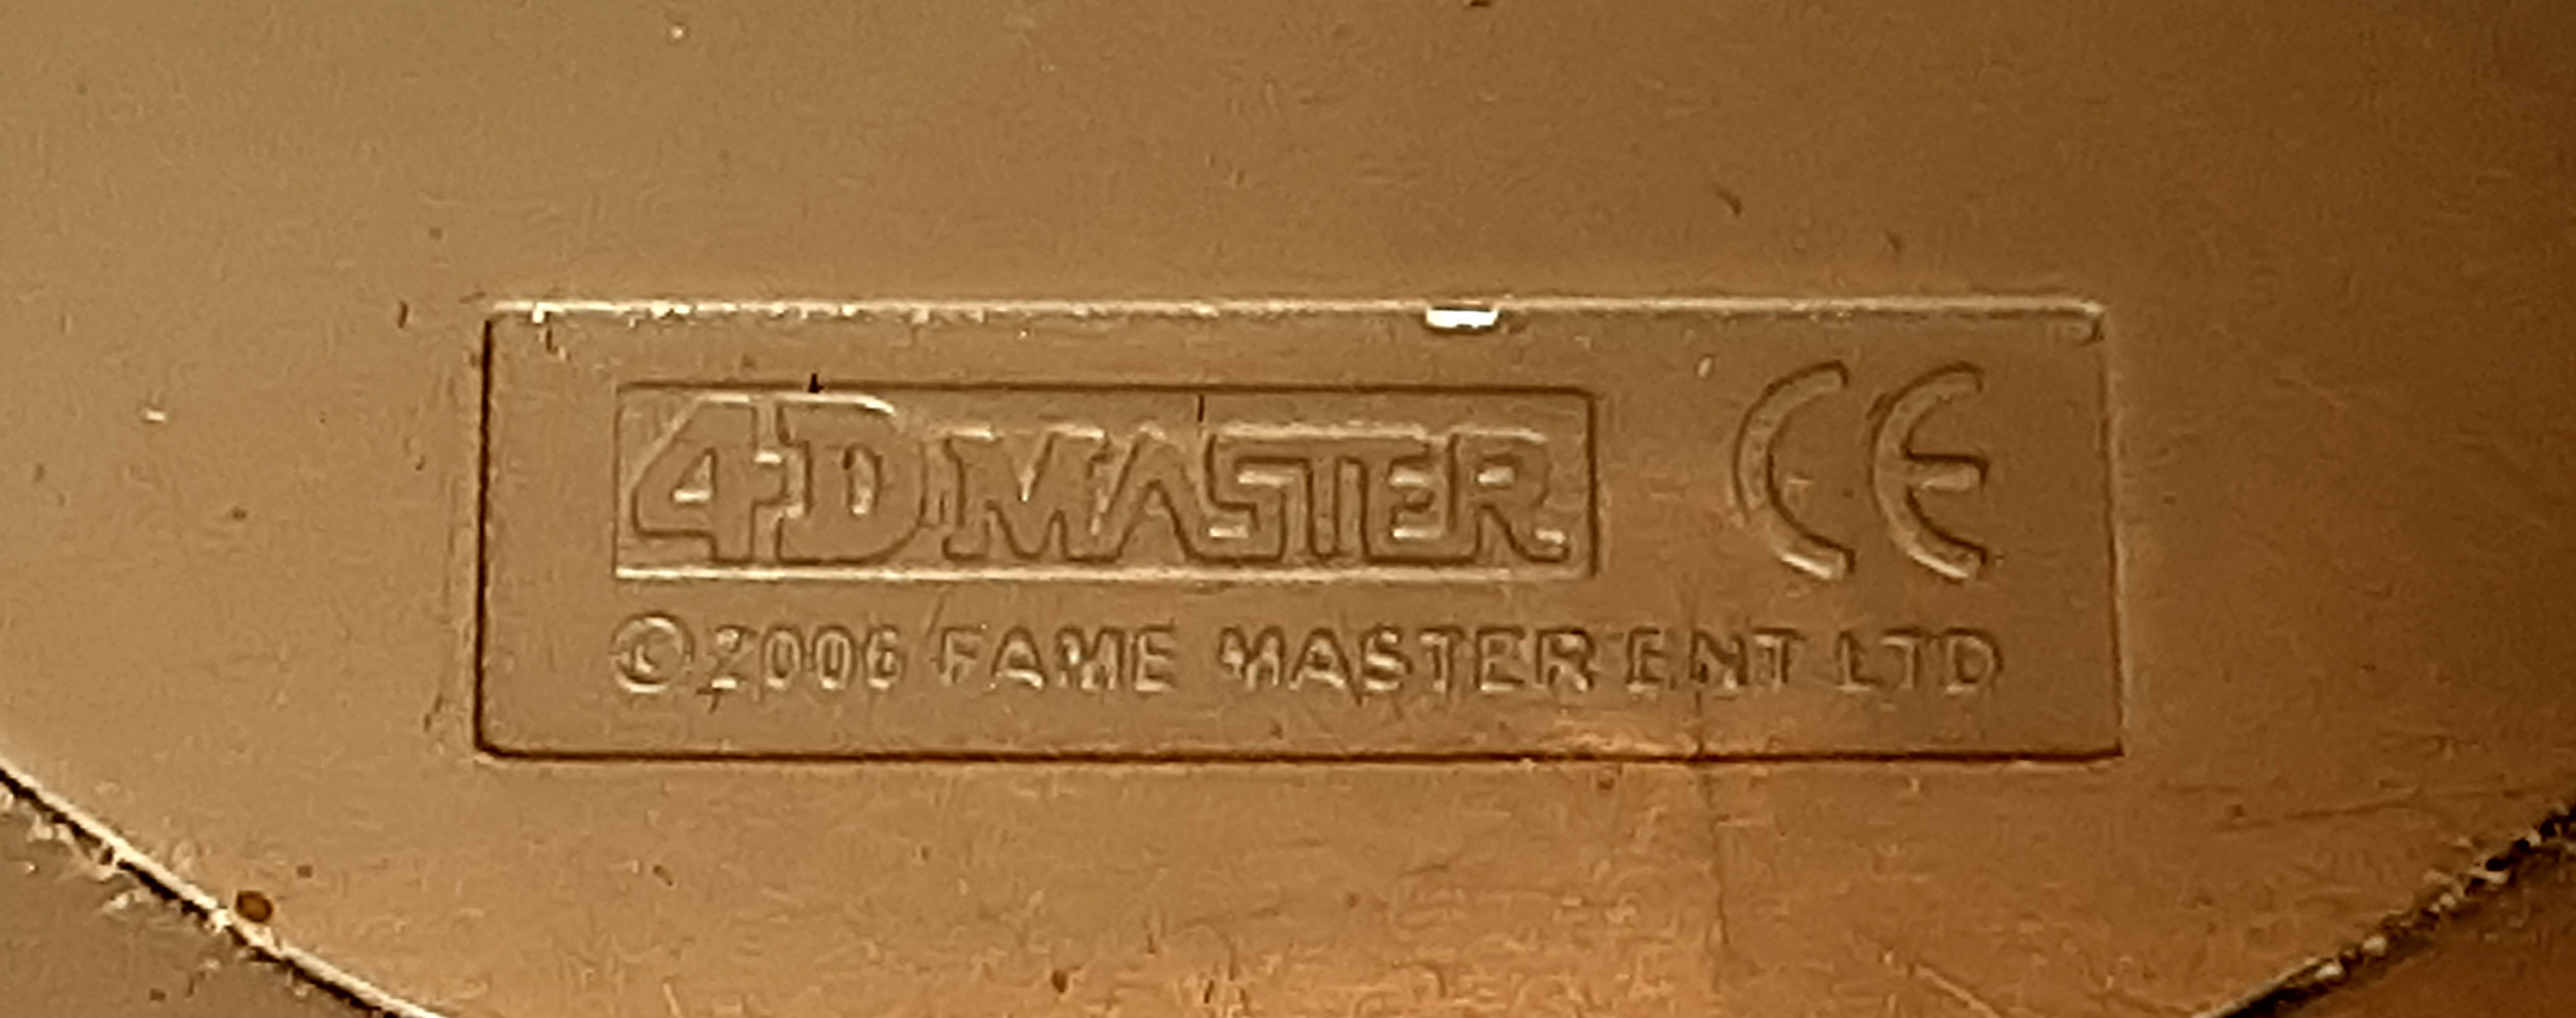 4D MASTER CE
©2006 FAME MASTER ENT LTD